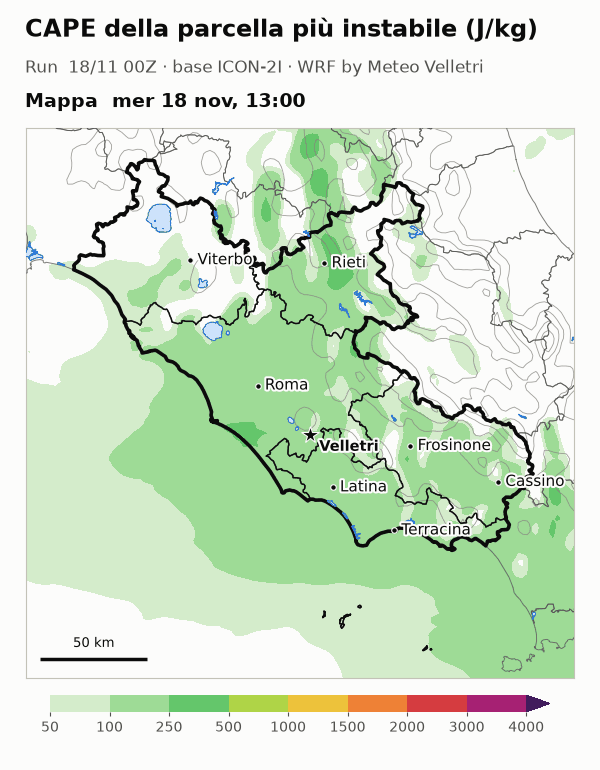 CAPE della parcella più instabile (J/kg)
Run  18/11 00Z · base ICON-2I · WRF by Meteo Velletri
Mappa  mer 18 nov, 13:00
Viterbo
Rieti
Roma
Velletri
Frosinone
Cassino
Latina
Terracina
50 km
50 100 250 500 1000 1500 2000 3000 4000